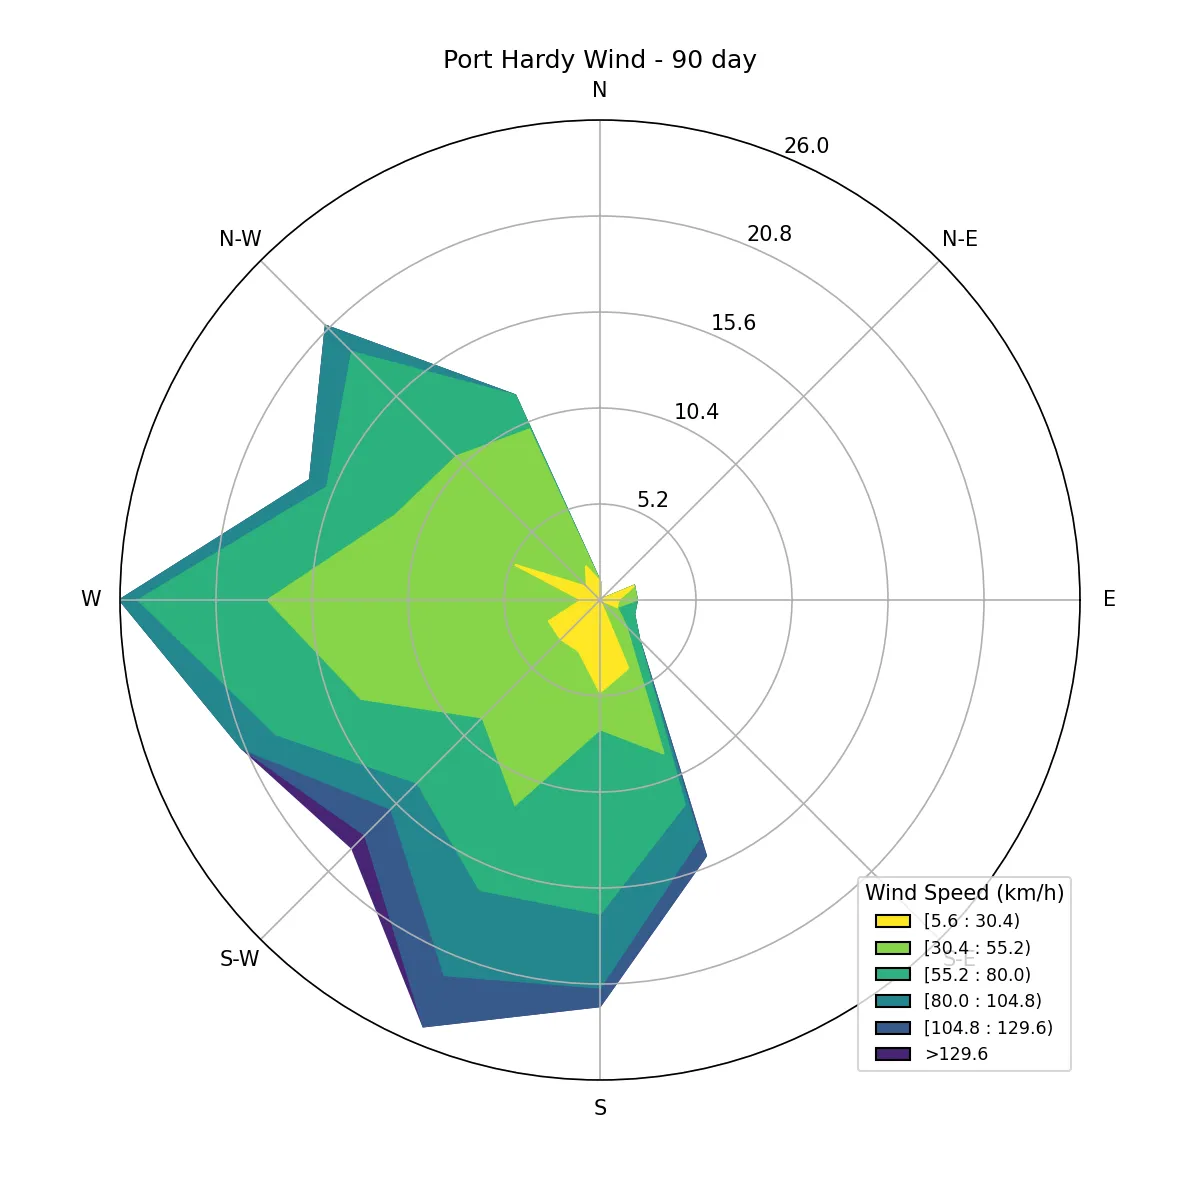 Port Hardy Wind - 90 day
N
26.0
N-W
N-E
20.8
15.6
10.4
5.2
W
E
Wind Speed (km/h)
[5.6 : 30.4)
[30.4 : 55.2)
[55.2 : 80.0)
[80.0 : 104.8)
[104.8 : 129.6)
>129.6
S-W
S-E
S